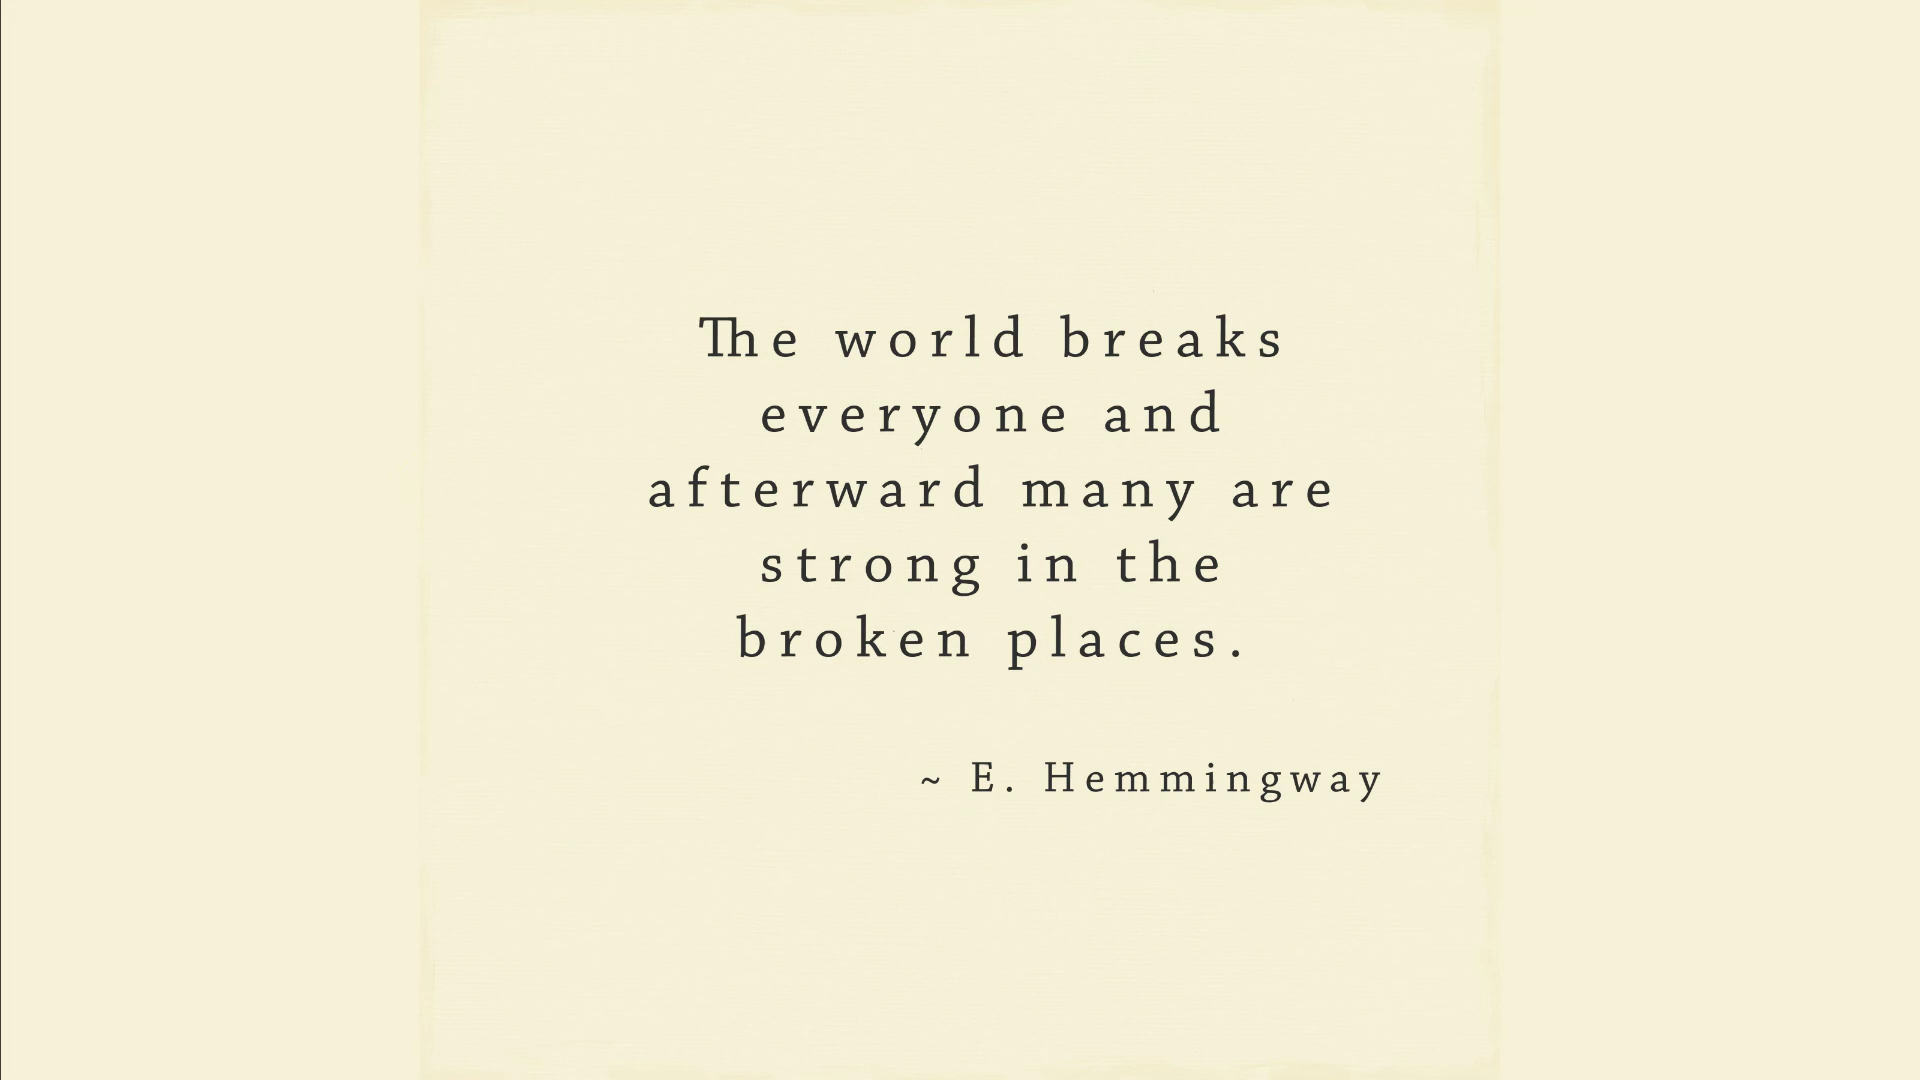 The world breaks
everyone and
afterward many are
strong in the
broken places.
~ E. Hemmingway